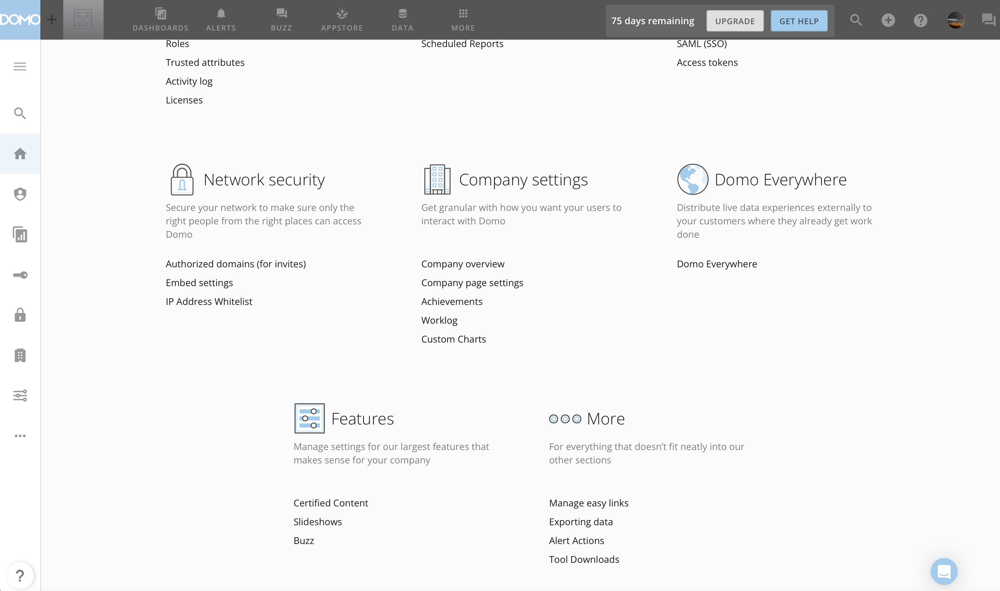 DOMO
DASHBOARDS
ALERTS
BUZZ
APPSTORE
DATA
MORE
75 days remaining
UPGRADE
GET HELP
Roles
Trusted attributes
Activity log
Licenses
Scheduled Reports
SAML (SSO)
Access tokens
Network security
Secure your network to make sure only the
right people from the right places can access
Domo
Authorized domains (for invites)
Embed settings
IP Address Whitelist
Company settings
Get granular with how you want your users to
interact with Domo
Company overview
Company page settings
Achievements
Worklog
Custom Charts
Domo Everywhere
Distribute live data experiences externally to
your customers where they already get work
done
Domo Everywhere
Features
Manage settings for our largest features that
makes sense for your company
Certified Content
Slideshows
Buzz
More
For everything that doesn’t fit neatly into our
other sections
Manage easy links
Exporting data
Alert Actions
Tool Downloads